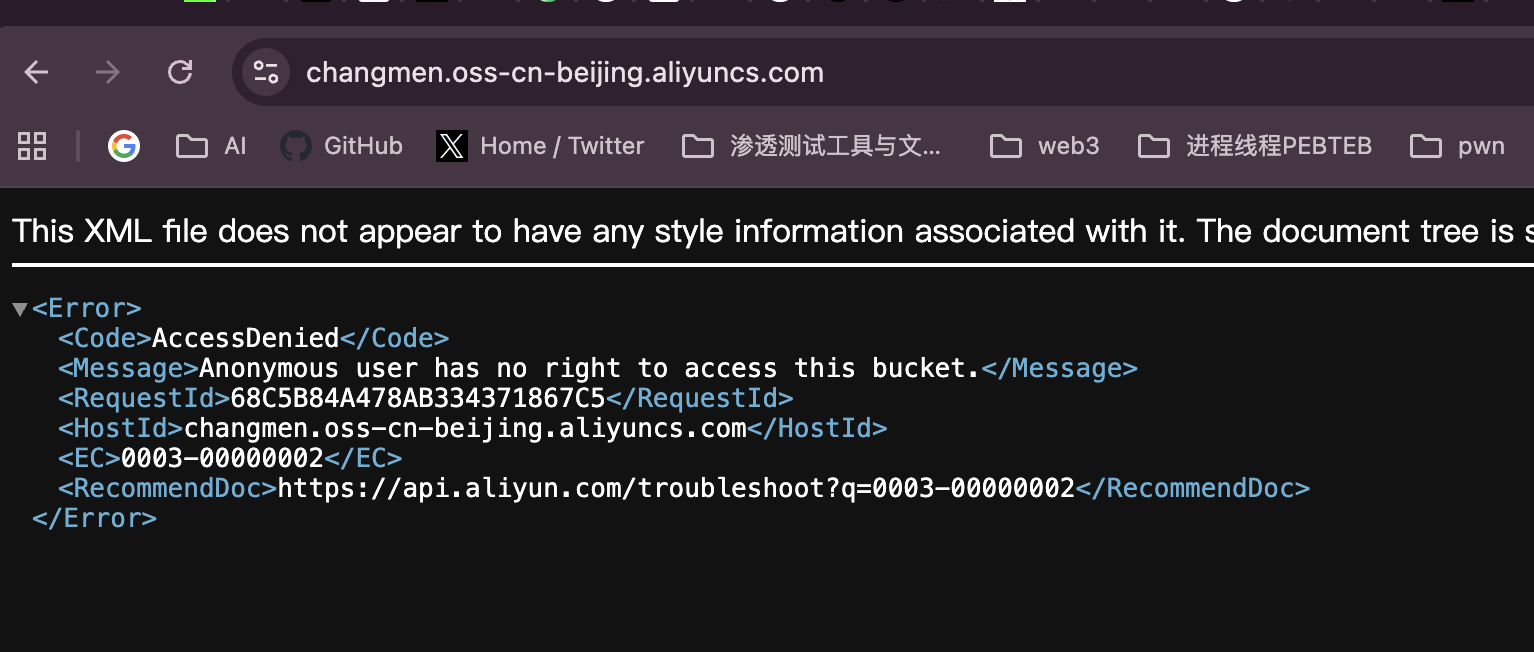 changmen.oss-cn-beijing.aliyuncs.com
AI GitHub Home / Twitter 渗透测试工具与文... web3 进程线程PEBTEB pwn
This XML file does not appear to have any style information associated with it. The document tree is s
<Error>
<Code>AccessDenied</Code>
<Message>Anonymous user has no right to access this bucket.</Message>
<RequestId>68C5B84A478AB334371867C5</RequestId>
<HostId>changmen.oss-cn-beijing.aliyuncs.com</HostId>
<EC>0003-00000002</EC>
<RecommendDoc>https://api.aliyun.com/troubleshoot?q=0003-00000002</RecommendDoc>
</Error>